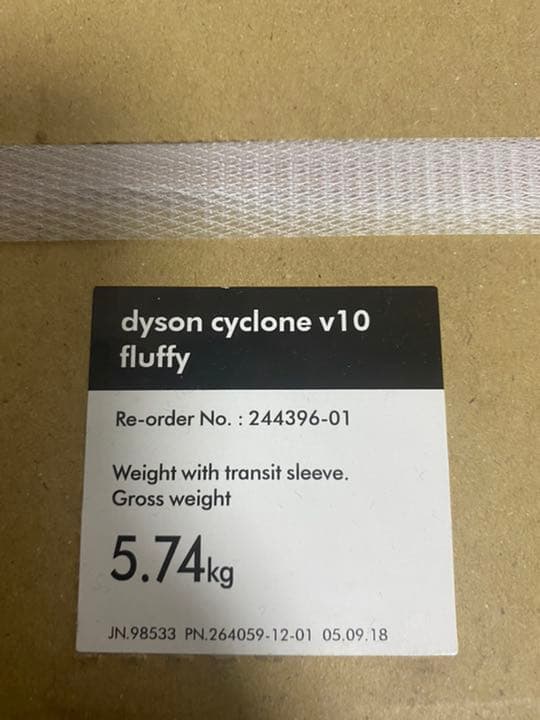 dyson cyclone v10
fluffy
Re-order No. : 244396-01
Weight with transit sleeve.
Gross weight
5.74kg
JN.98533 PN.264059-12-01 05.09.18